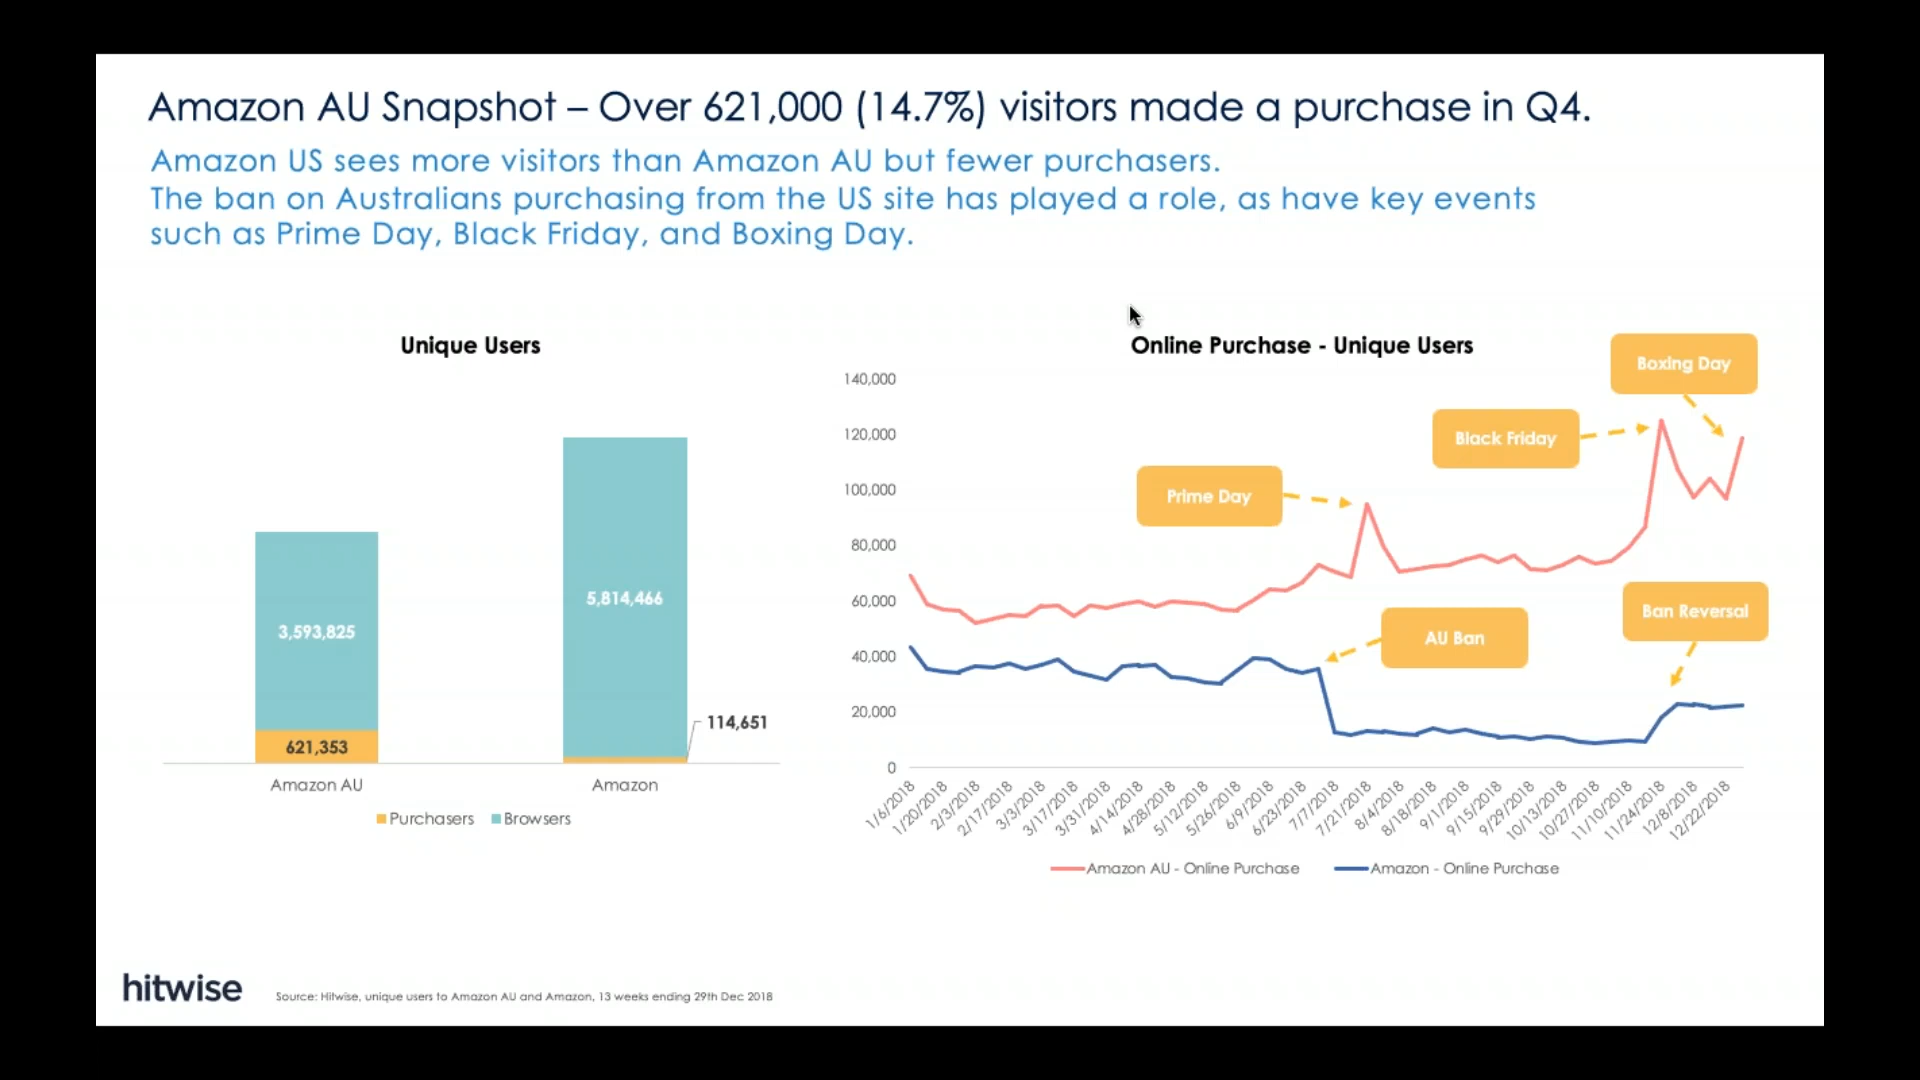 Amazon AU Snapshot – Over 621,000 (14.7%) visitors made a purchase in Q4.
Amazon US sees more visitors than Amazon AU but fewer purchasers.
The ban on Australians purchasing from the US site has played a role, as have key events
such as Prime Day, Black Friday, and Boxing Day.
Unique Users
3,593,825
621,353
5,814,466
114,651
Amazon AU
Amazon
Purchasers
Browsers
Online Purchase - Unique Users
140,000
120,000
100,000
80,000
60,000
40,000
20,000
0
Prime Day
Black Friday
Boxing Day
AU Ban
Ban Reversal
1/6/2018
1/20/2018
2/3/2018
2/17/2018
3/3/2018
3/17/2018
3/31/2018
4/14/2018
4/28/2018
5/12/2018
5/26/2018
6/9/2018
6/23/2018
7/7/2018
7/21/2018
8/4/2018
8/18/2018
9/1/2018
9/15/2018
9/29/2018
10/13/2018
10/27/2018
11/10/2018
11/24/2018
12/8/2018
12/22/2018
Amazon AU - Online Purchase
Amazon - Online Purchase
hitwise
Source: Hitwise, unique users to Amazon AU and Amazon, 13 weeks ending 29th Dec 2018